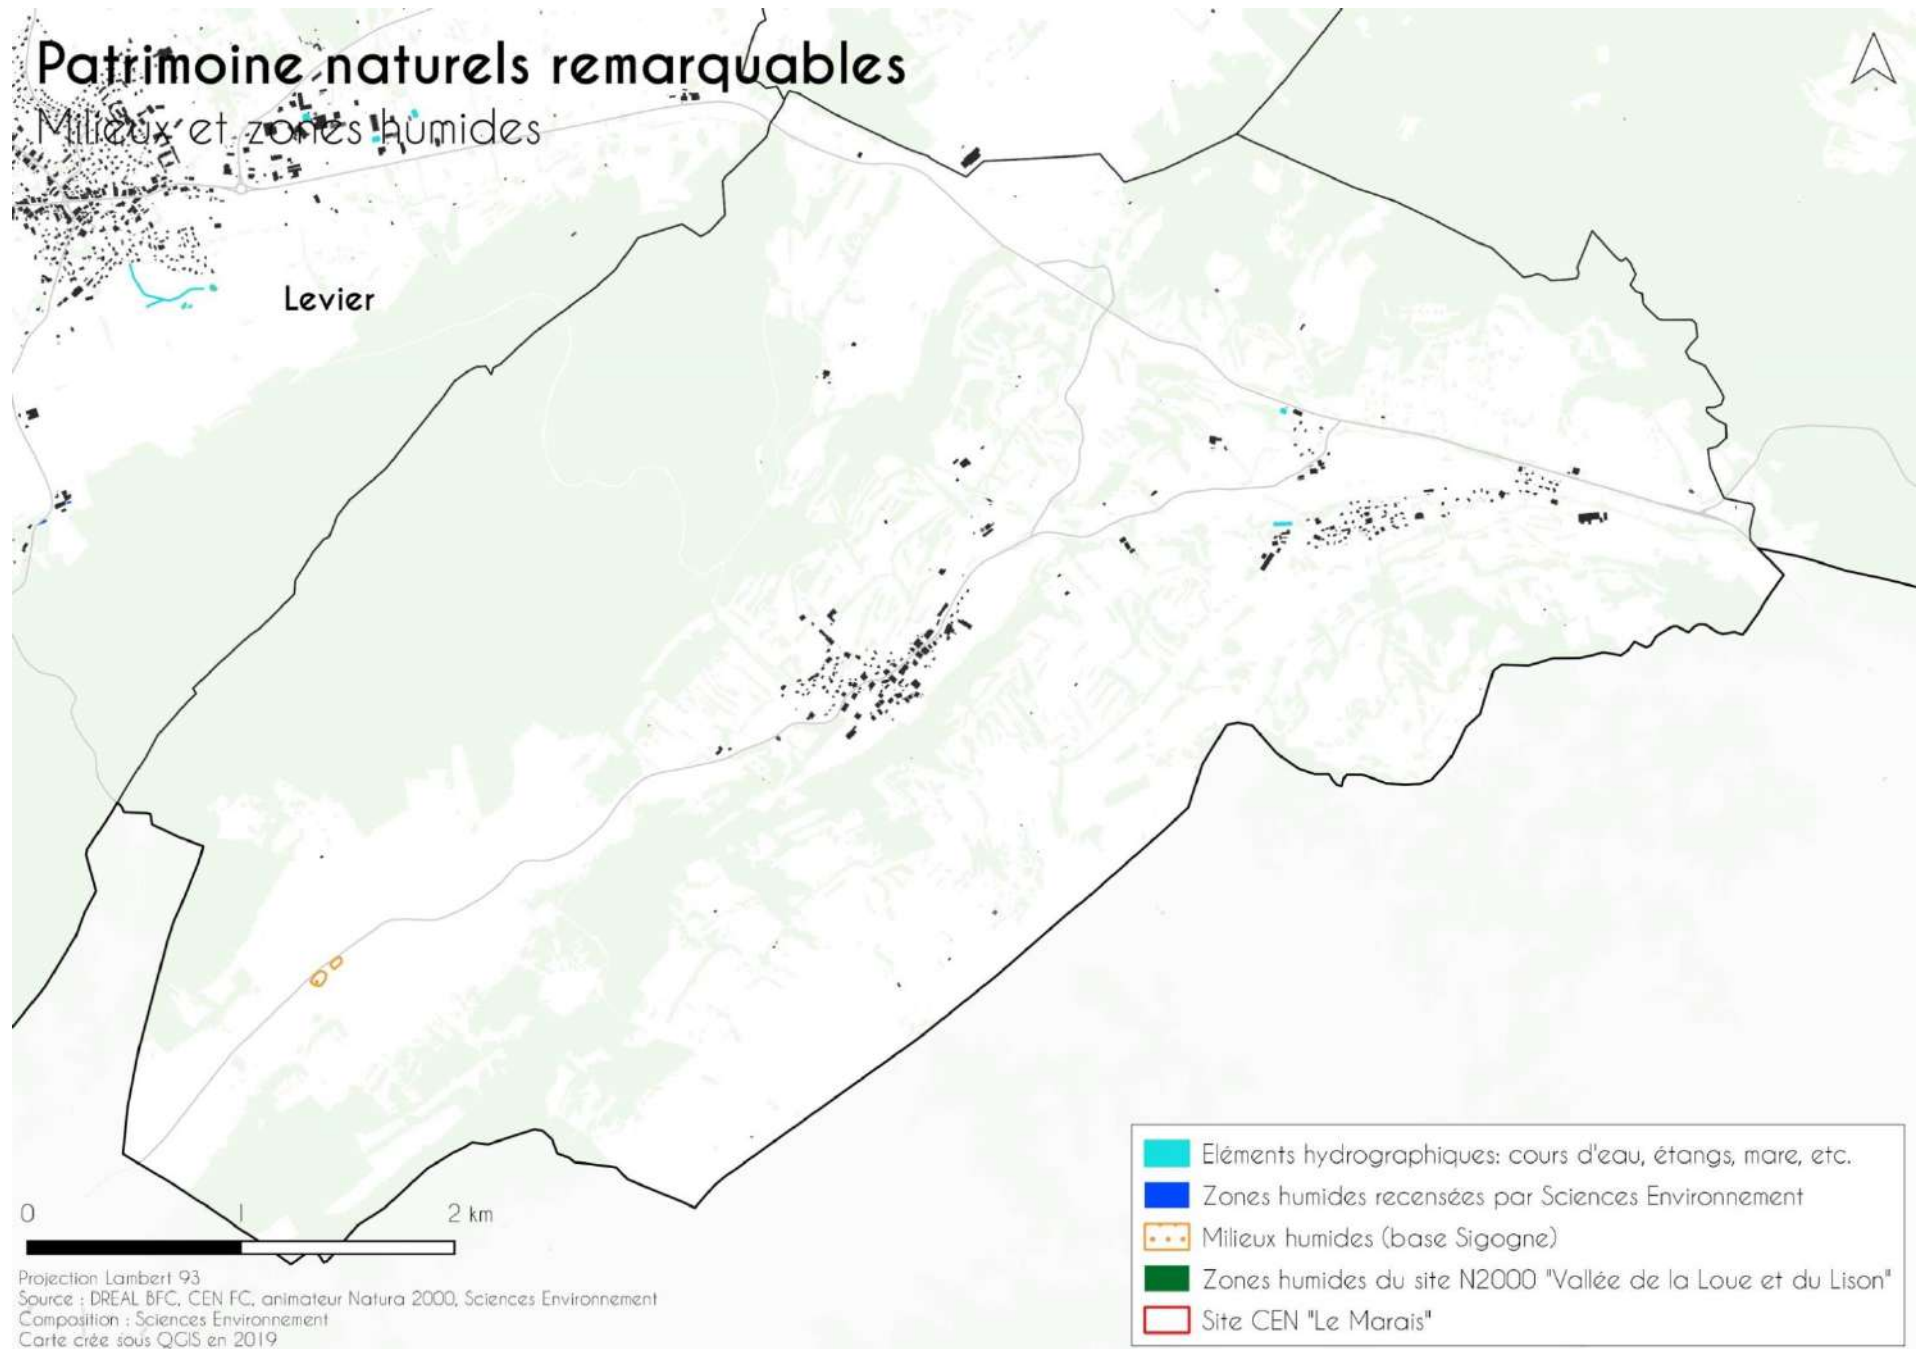 Patrimoine naturels remarquables
Milieux et zones humides
Levier
Eléments hydrographiques: cours d'eau, étangs, mare, etc.
Zones humides recensées par Sciences Environnement
Milieux humides (base Sigogne)
Zones humides du site N2000 "Vallée de la Loue et du Lison"
Site CEN "Le Marais"
0 1 2 km
Projection Lambert 93
Source : DREAL BFC, CEN FC, animateur Natura 2000, Sciences Environnement
Composition : Sciences Environnement
Carte crée sous QGIS en 2019